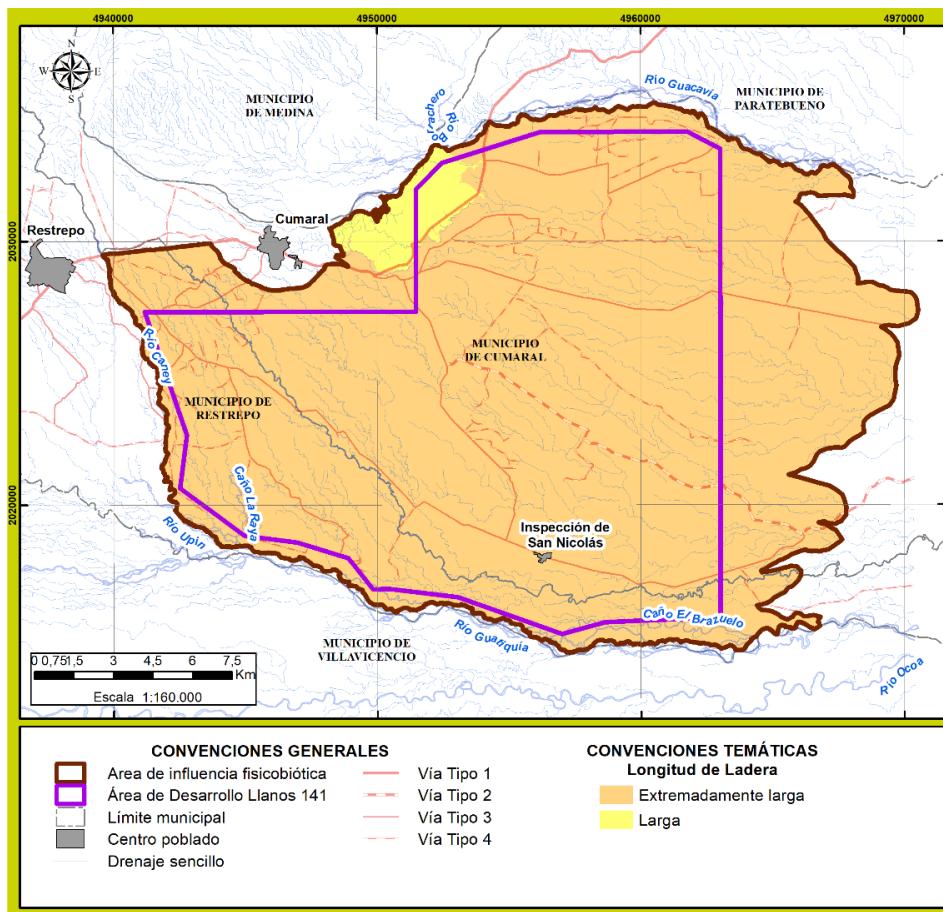 4940000
4950000
4960000
4970000
N
W
E
S
MUNICIPIO
DE MEDINA
Río
Borrachero
Río Guacavia
MUNICIPIO DE
PARATEBUENO
Restrepo
Cumaral
2030000
Río Caney
MUNICIPIO
DE CUMARAL
MUNICIPIO DE
RESTREPO
2020000
Caño La Raya
Río Upín
Inspección de
San Nicolás
Caño El Brazuelo
MUNICIPIO DE
VILLAVICENCIO
Río Guatiquía
Río Ocoa
0 0,751,5 3 4,5 6 7,5
Km
Escala 1:160.000
CONVENCIONES GENERALES
Area de influencia fisicobiótica
Área de Desarrollo Llanos 141
Límite municipal
Centro poblado
Drenaje sencillo
Vía Tipo 1
Vía Tipo 2
Vía Tipo 3
Vía Tipo 4
CONVENCIONES TEMÁTICAS
Longitud de Ladera
Extremadamente larga
Larga